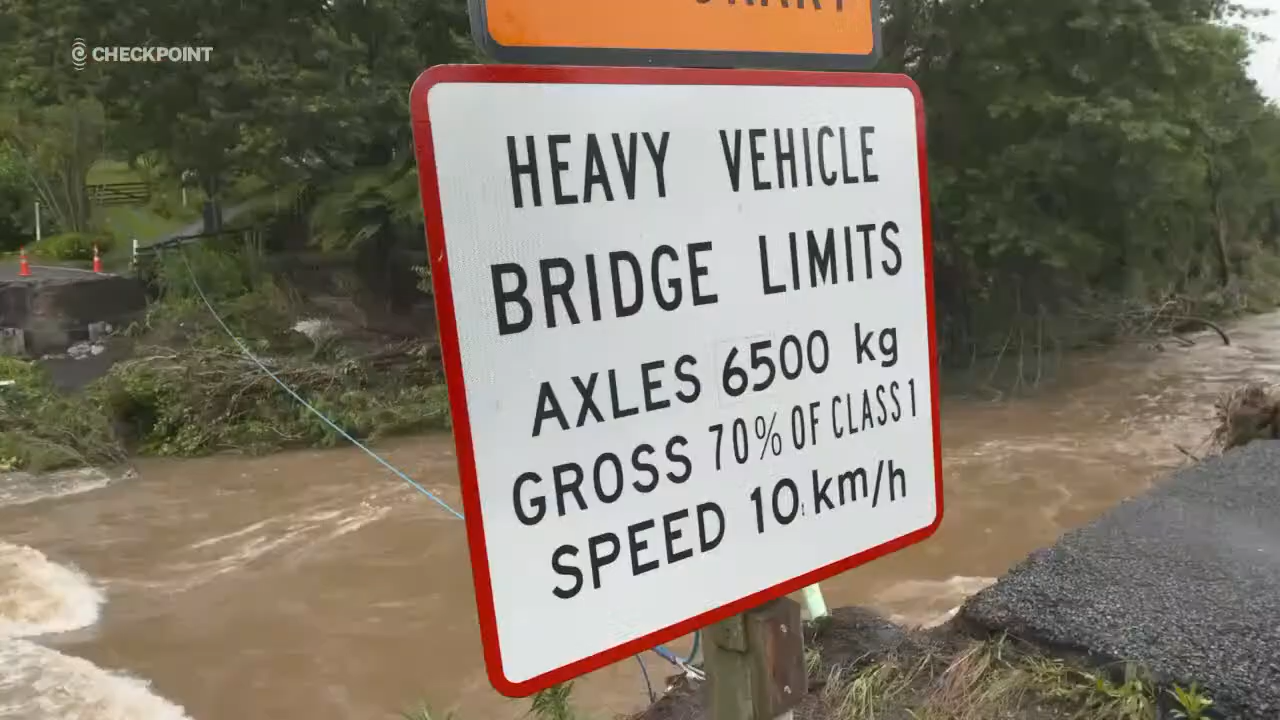 CHECKPOINT
HEAVY VEHICLE
BRIDGE LIMITS
AXLES 6500 kg
GROSS 70% OF CLASS 1
SPEED 10 km/h